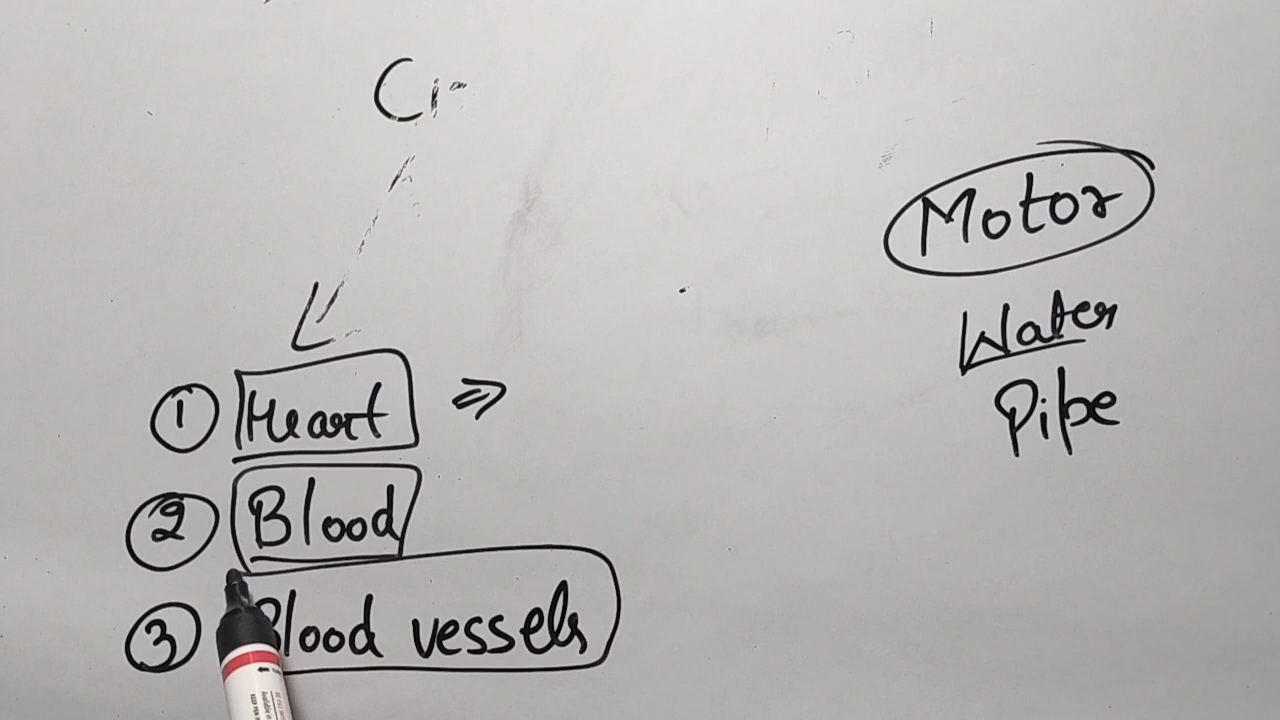 Ci
① Heart ⇒
② Blood
③ Blood vessels
Motor
Water
Pipe